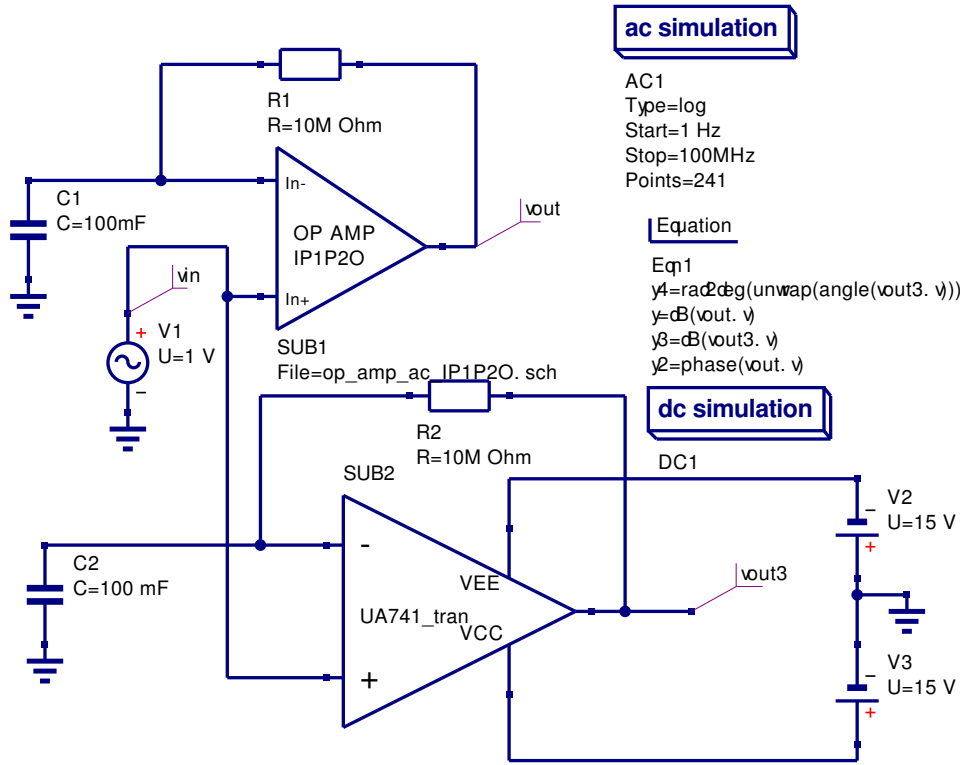 ac simulation
AC1
Type=log
Start=1 Hz
Stop=100MHz
Points=241
R1
R=10M Ohm
In-
C1
C=100mF
OP AMP
IP1P2O
vout
Equation
Eqn1
y4=rad2deg(unwrap(angle(vout3.v)))
y=dB(vout.v)
y3=dB(vout3.v)
y2=phase(vout.v)
vin
In+
+
V1
U=1 V
−
SUB1
File=op_amp_ac_IP1P2O.sch
dc simulation
DC1
R2
R=10M Ohm
SUB2
V2
U=15 V
−
+
C2
C=100 mF
-
VEE
UA741_tran
VCC
+
vout3
V3
U=15 V
−
+